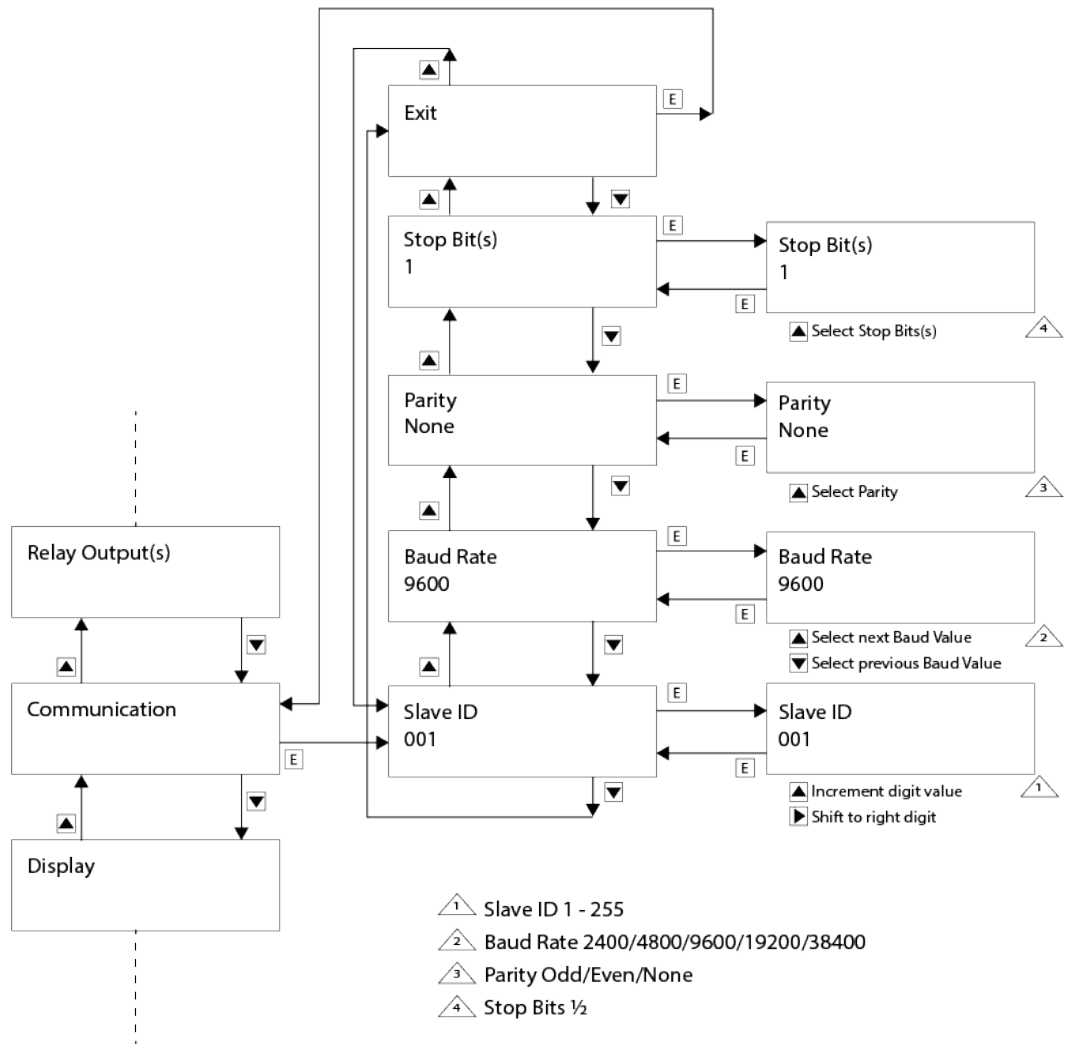 E
Exit
Stop Bit(s)
1
E
Stop Bit(s)
1
E
Select Stop Bits(s)
4
Parity
None
E
Parity
None
E
Select Parity
3
Relay Output(s)
Baud Rate
9600
E
Baud Rate
9600
E
Select next Baud Value
2
Select previous Baud Value
Communication
E
Slave ID
001
E
Slave ID
001
E
Increment digit value
1
Shift to right digit
Display
1 Slave ID 1 - 255
2 Baud Rate 2400/4800/9600/19200/38400
3 Parity Odd/Even/None
4 Stop Bits ½